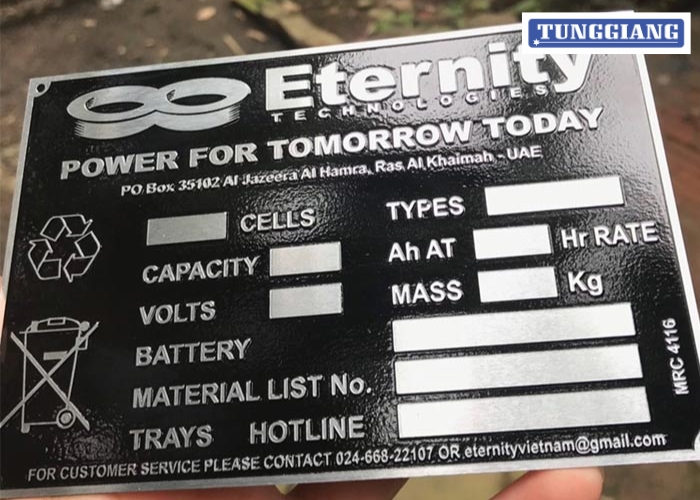 TUNGGIANG
Eternity
TECHNOLOGIES
POWER FOR TOMORROW TODAY
PO.Box 35102 Al Jazeera Al Hamra, Ras Al Khaimah - UAE
CELLS TYPES
CAPACITY Ah AT Hr RATE
VOLTS MASS Kg
BATTERY
MATERIAL LIST No.
TRAYS HOTLINE
MRC 4116
FOR CUSTOMER SERVICE PLEASE CONTACT 024-668-22107 OR eternityvietnam@gmail.com